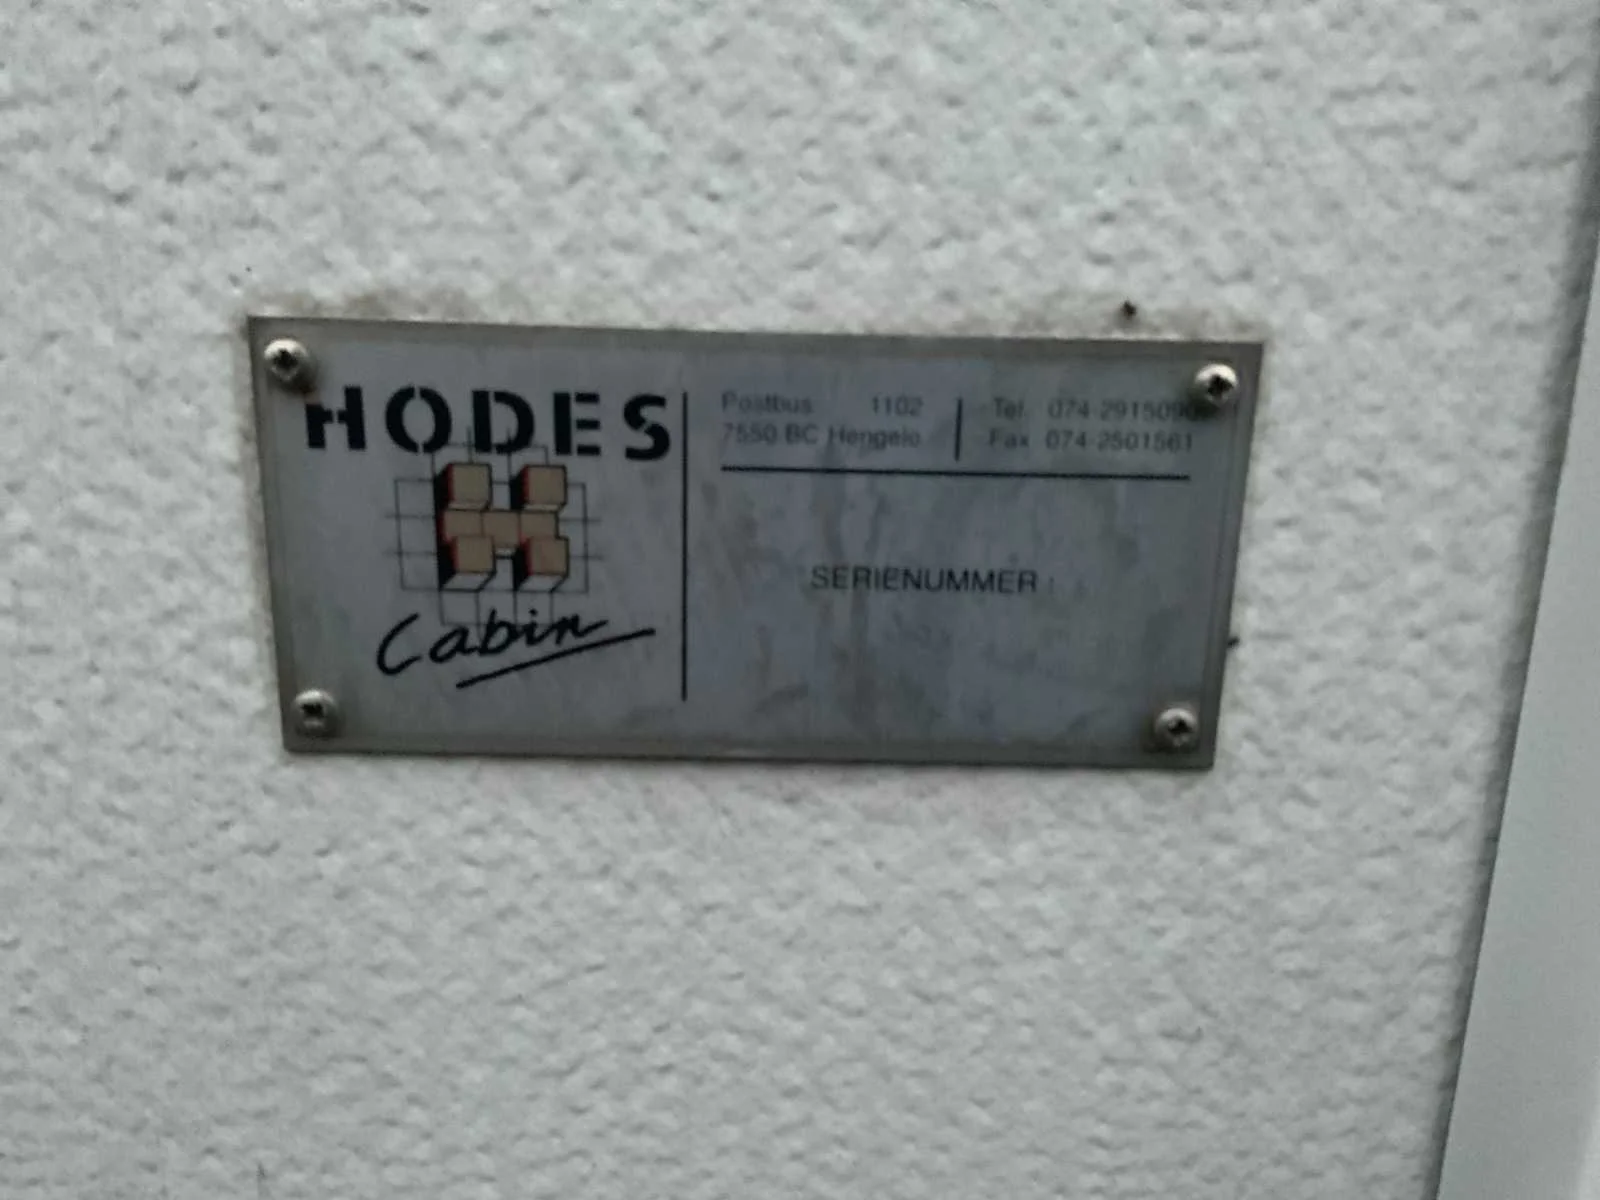 HODES
Cabin
Postbus 1102
7550 BC Hengelo
Tel. 074-2915090
Fax 074-2501561
SERIENUMMER :